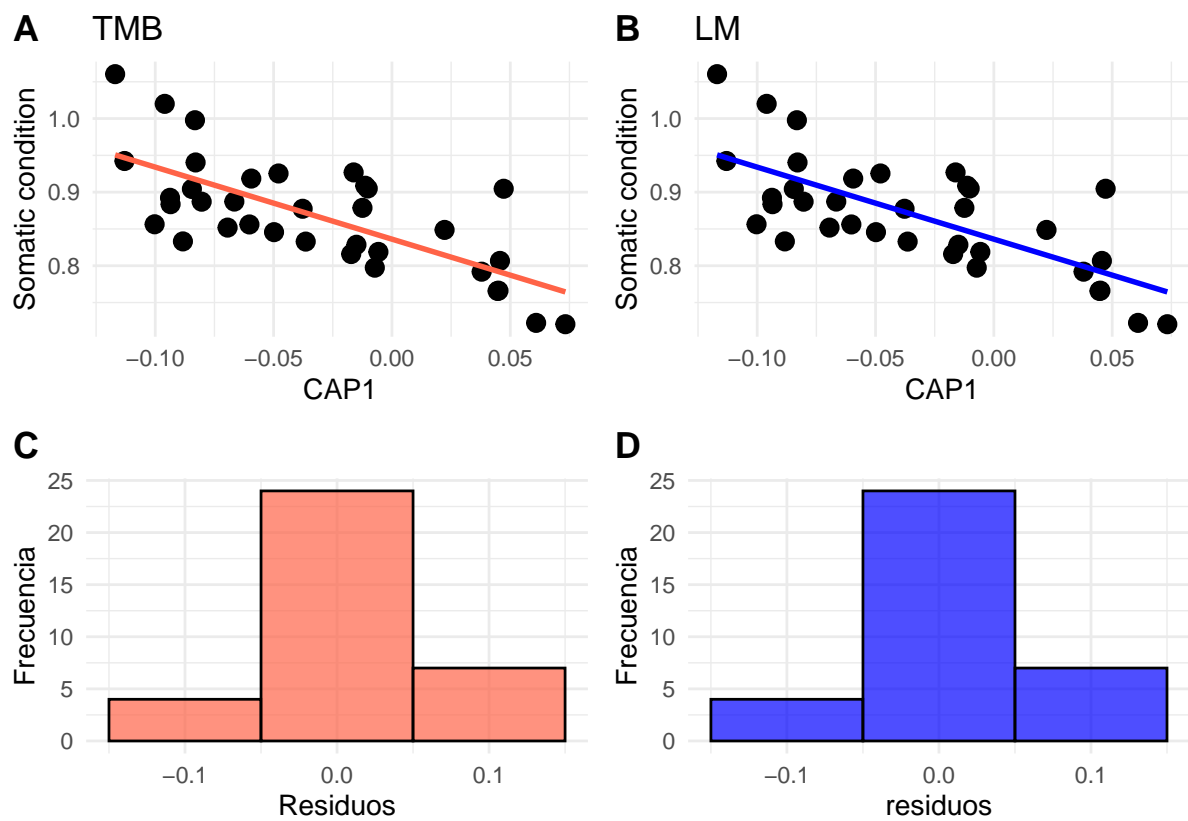 A TMB
B LM
Somatic condition
1.0
0.9
0.8
−0.10 −0.05 0.00 0.05
CAP1
Somatic condition
1.0
0.9
0.8
−0.10 −0.05 0.00 0.05
CAP1
C
Frecuencia
25
20
15
10
5
0
−0.1 0.0 0.1
Residuos
D
Frecuencia
25
20
15
10
5
0
−0.1 0.0 0.1
residuos